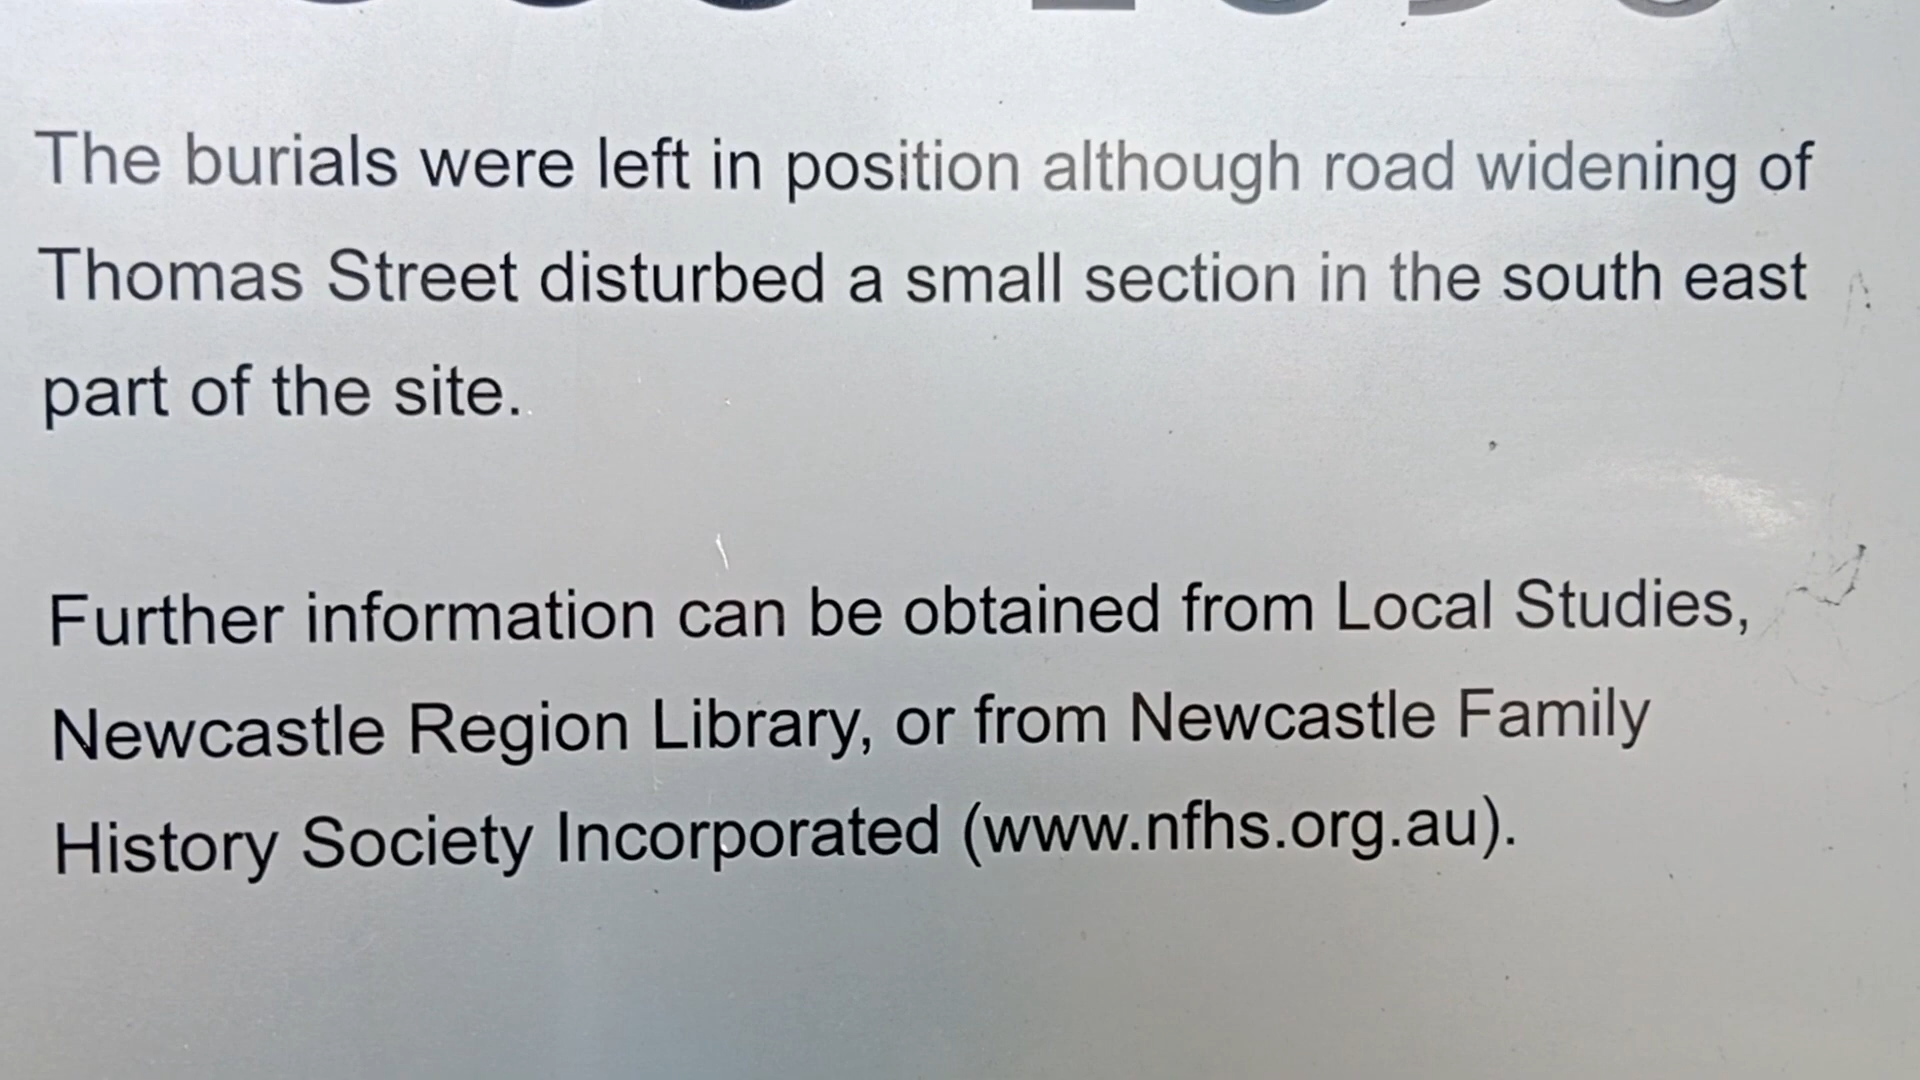 The burials were left in position although road widening of
Thomas Street disturbed a small section in the south east
part of the site.
Further information can be obtained from Local Studies,
Newcastle Region Library, or from Newcastle Family
History Society Incorporated (www.nfhs.org.au).